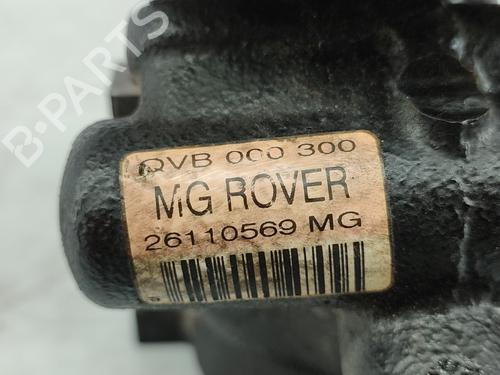 B-PARTS
QVB 000 300
MG ROVER
26110569 MG